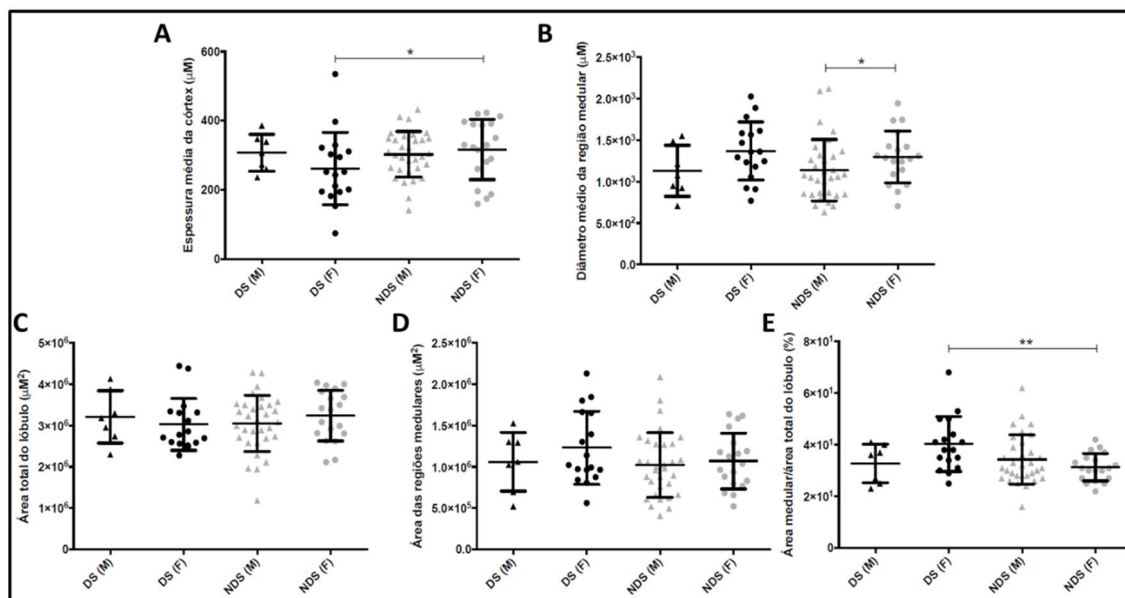 A
Espessura média da córtex (µM)
600
400
200
0
*
DS (M)
DS (F)
NDS (M)
NDS (F)
B
Diâmetro médio da região medular (µM)
2.5×10³
2.0×10³
1.5×10³
1.0×10³
5.0×10²
0.0
*
DS (M)
DS (F)
NDS (M)
NDS (F)
C
Área total do lóbulo (µM²)
5×10⁶
4×10⁶
3×10⁶
2×10⁶
1×10⁶
0
DS (M)
DS (F)
NDS (M)
NDS (F)
D
Área das regiões medulares (µM²)
2.5×10⁶
2.0×10⁶
1.5×10⁶
1.0×10⁶
5.0×10⁵
0.0
DS (M)
DS (F)
NDS (M)
NDS (F)
E
Área medular/área total do lóbulo (%)
8×10¹
6×10¹
4×10¹
2×10¹
0
**
DS (M)
DS (F)
NDS (M)
NDS (F)